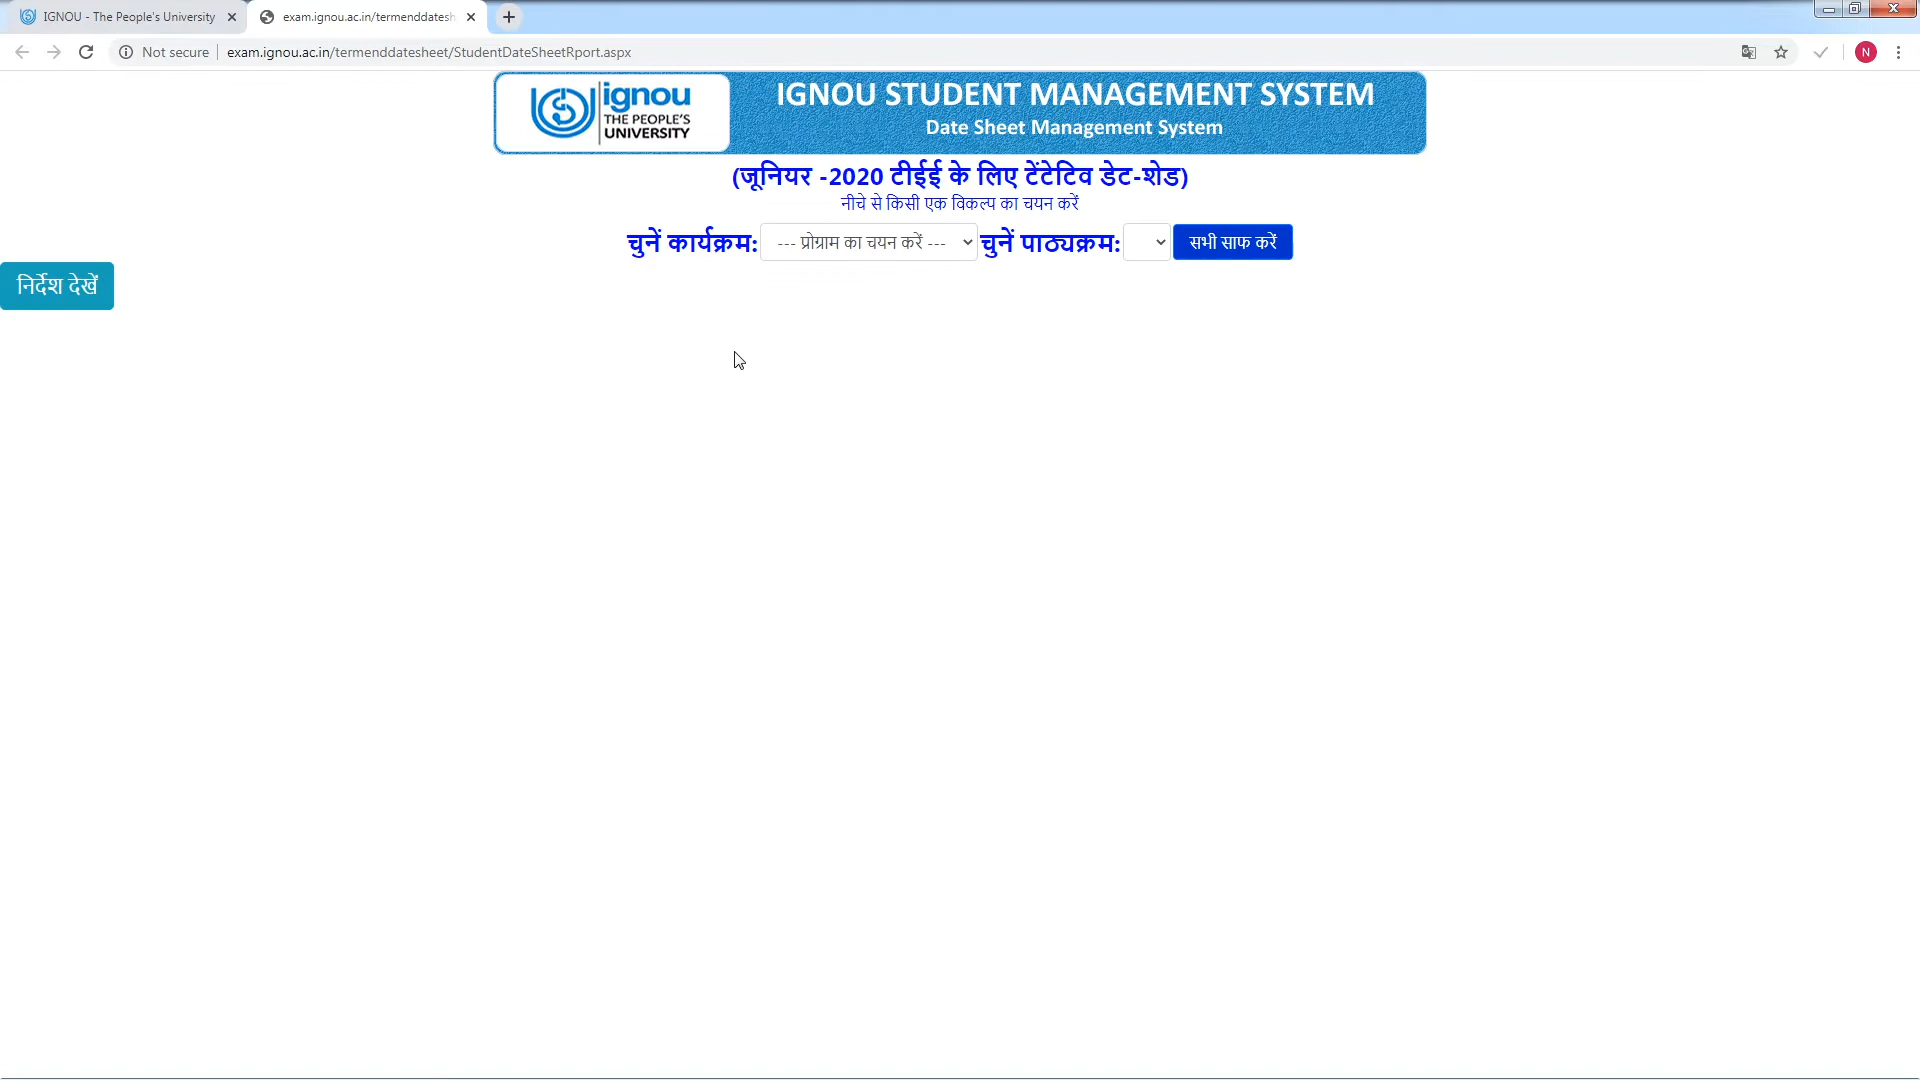 IGNOU - The People's University
exam.ignou.ac.in/termenddatesh
Not secure
exam.ignou.ac.in/termenddatesheet/StudentDateSheetRport.aspx
N
ignou
THE PEOPLE'S
UNIVERSITY
IGNOU STUDENT MANAGEMENT SYSTEM
Date Sheet Management System
(जूनियर -2020 टीईई के लिए टेंटेटिव डेट-शेड)
नीचे से किसी एक विकल्प का चयन करें
चुनें कार्यक्रम: --- प्रोग्राम का चयन करें --- चुनें पाठ्यक्रम: सभी साफ करें
निर्देश देखें